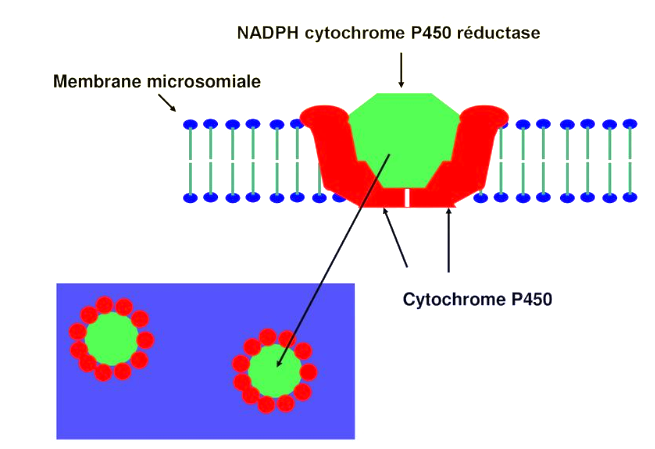 NADPH cytochrome P450 réductase
Membrane microsomiale
Cytochrome P450